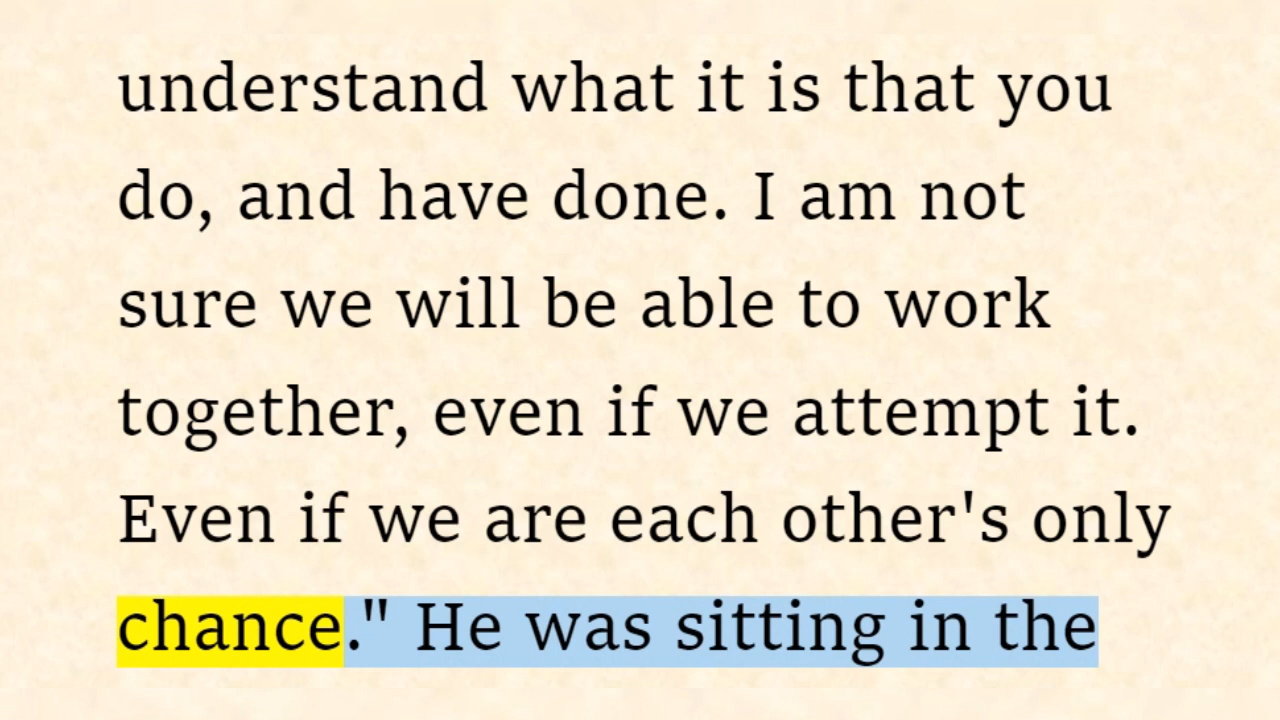 understand what it is that you
do, and have done. I am not
sure we will be able to work
together, even if we attempt it.
Even if we are each other's only
chance." He was sitting in the